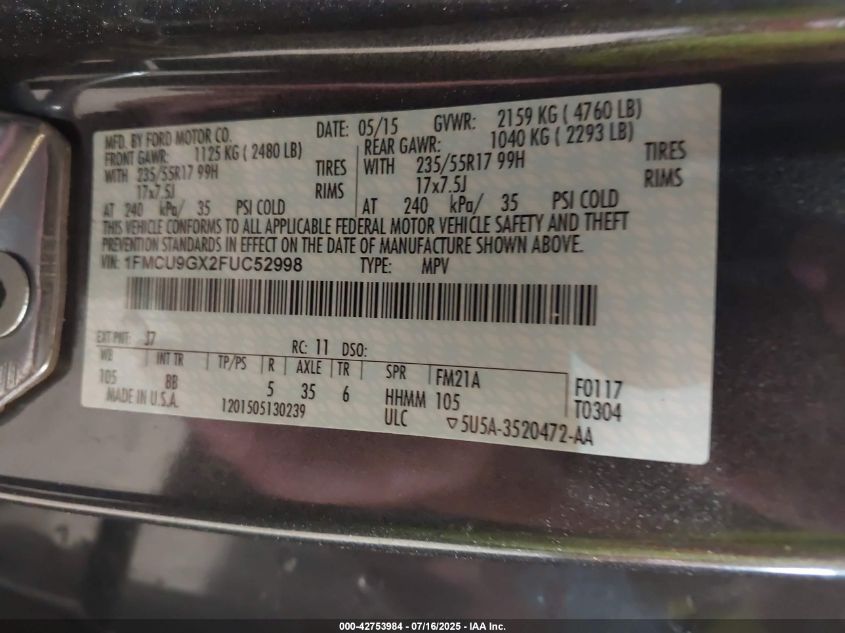 MFD. BY FORD MOTOR CO. DATE: 05/15 GVWR: 2159 KG ( 4760 LB)
FRONT GAWR: 1125 KG ( 2480 LB) REAR GAWR: 1040 KG ( 2293 LB)
WITH 235/55R17 99H TIRES WITH 235/55R17 99H TIRES
17x7.5J RIMS 17x7.5J RIMS
AT 240 kPa/ 35 PSI COLD AT 240 kPa/ 35 PSI COLD
THIS VEHICLE CONFORMS TO ALL APPLICABLE FEDERAL MOTOR VEHICLE SAFETY AND THEFT
PREVENTION STANDARDS IN EFFECT ON THE DATE OF MANUFACTURE SHOWN ABOVE.
VIN: 1FMCU9GX2FUC52998 TYPE: MPV
EXT PNT: J7 RC: 11 DSO:
WB INT TR TP/PS R AXLE TR SPR FM21A F0117
105 BB 5 35 6 HHMM 105 T0304
MADE IN U.S.A. 1201505130239 ULC ▽5U5A-3520472-AA
000-42753984 - 07/16/2025 - IAA Inc.